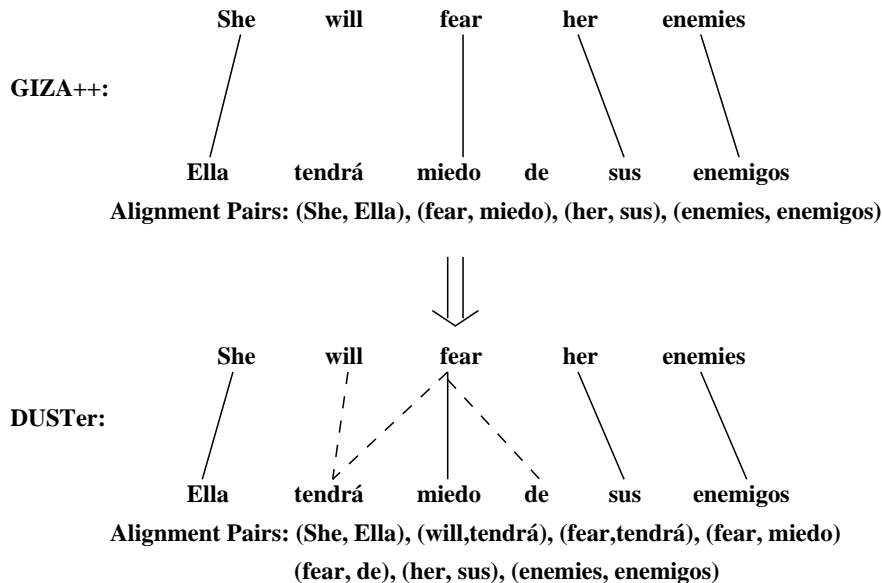 She will fear her enemies
GIZA++:
Ella tendrá miedo de sus enemigos
Alignment Pairs: (She, Ella), (fear, miedo), (her, sus), (enemies, enemigos)
She will fear her enemies
DUSTer:
Ella tendrá miedo de sus enemigos
Alignment Pairs: (She, Ella), (will,tendrá), (fear,tendrá), (fear, miedo)
(fear, de), (her, sus), (enemies, enemigos)